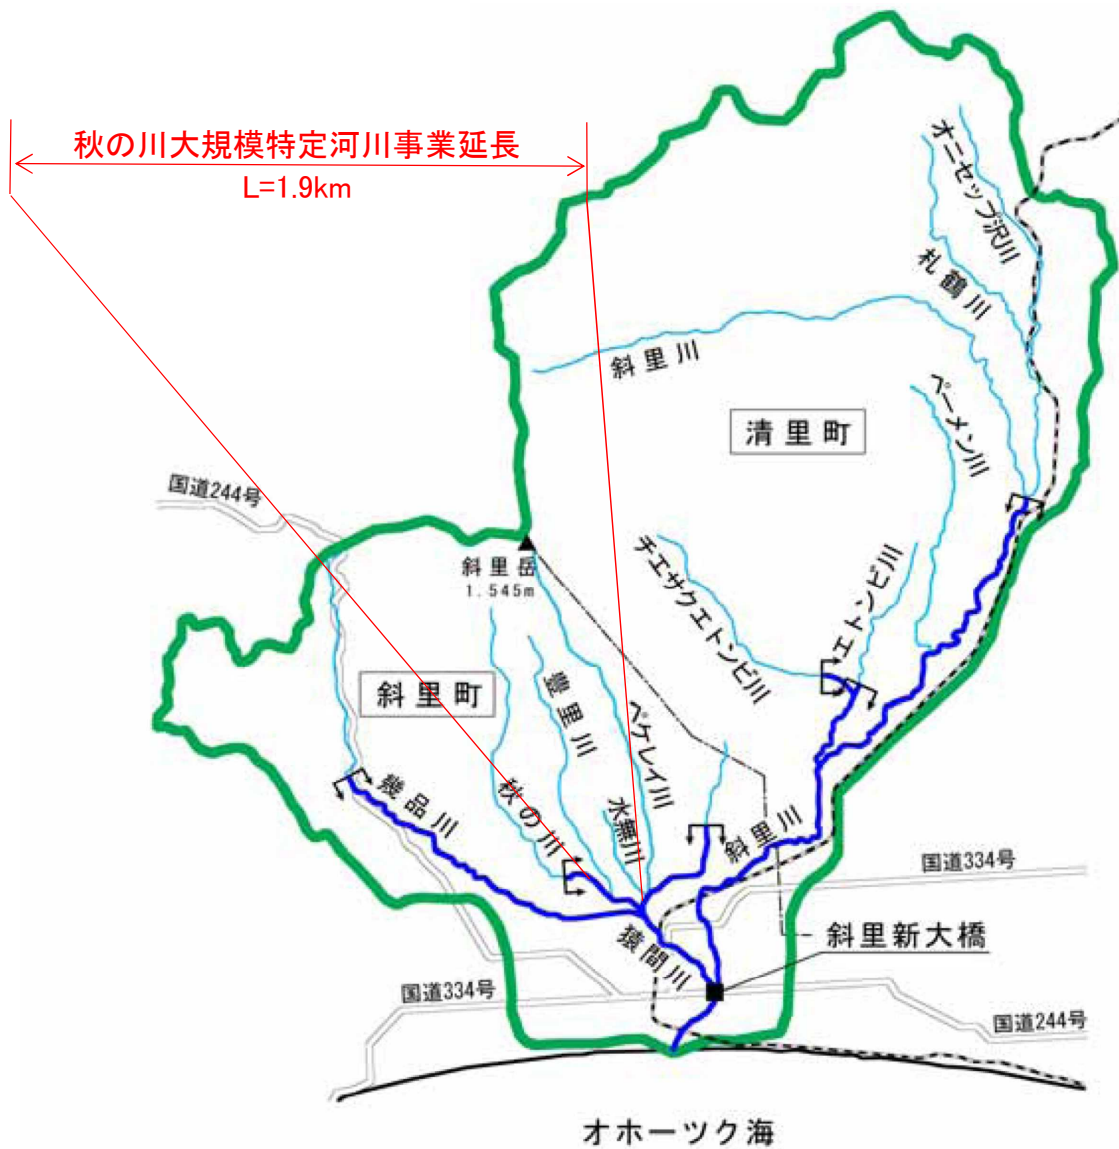 秋の川大規模特定河川事業延長
L=1.9km
オニセップ沢川
札鶴川
斜里川
ペーメン川
清里町
国道244号
斜里岳
1.545m
チエサクエトンビ川
エトンビ川
斜里町
豊里川
ペケレイ川
幾品川
秋の川
水無川
斜里川
国道334号
猿間川
斜里新大橋
国道334号
国道244号
オホーツク海